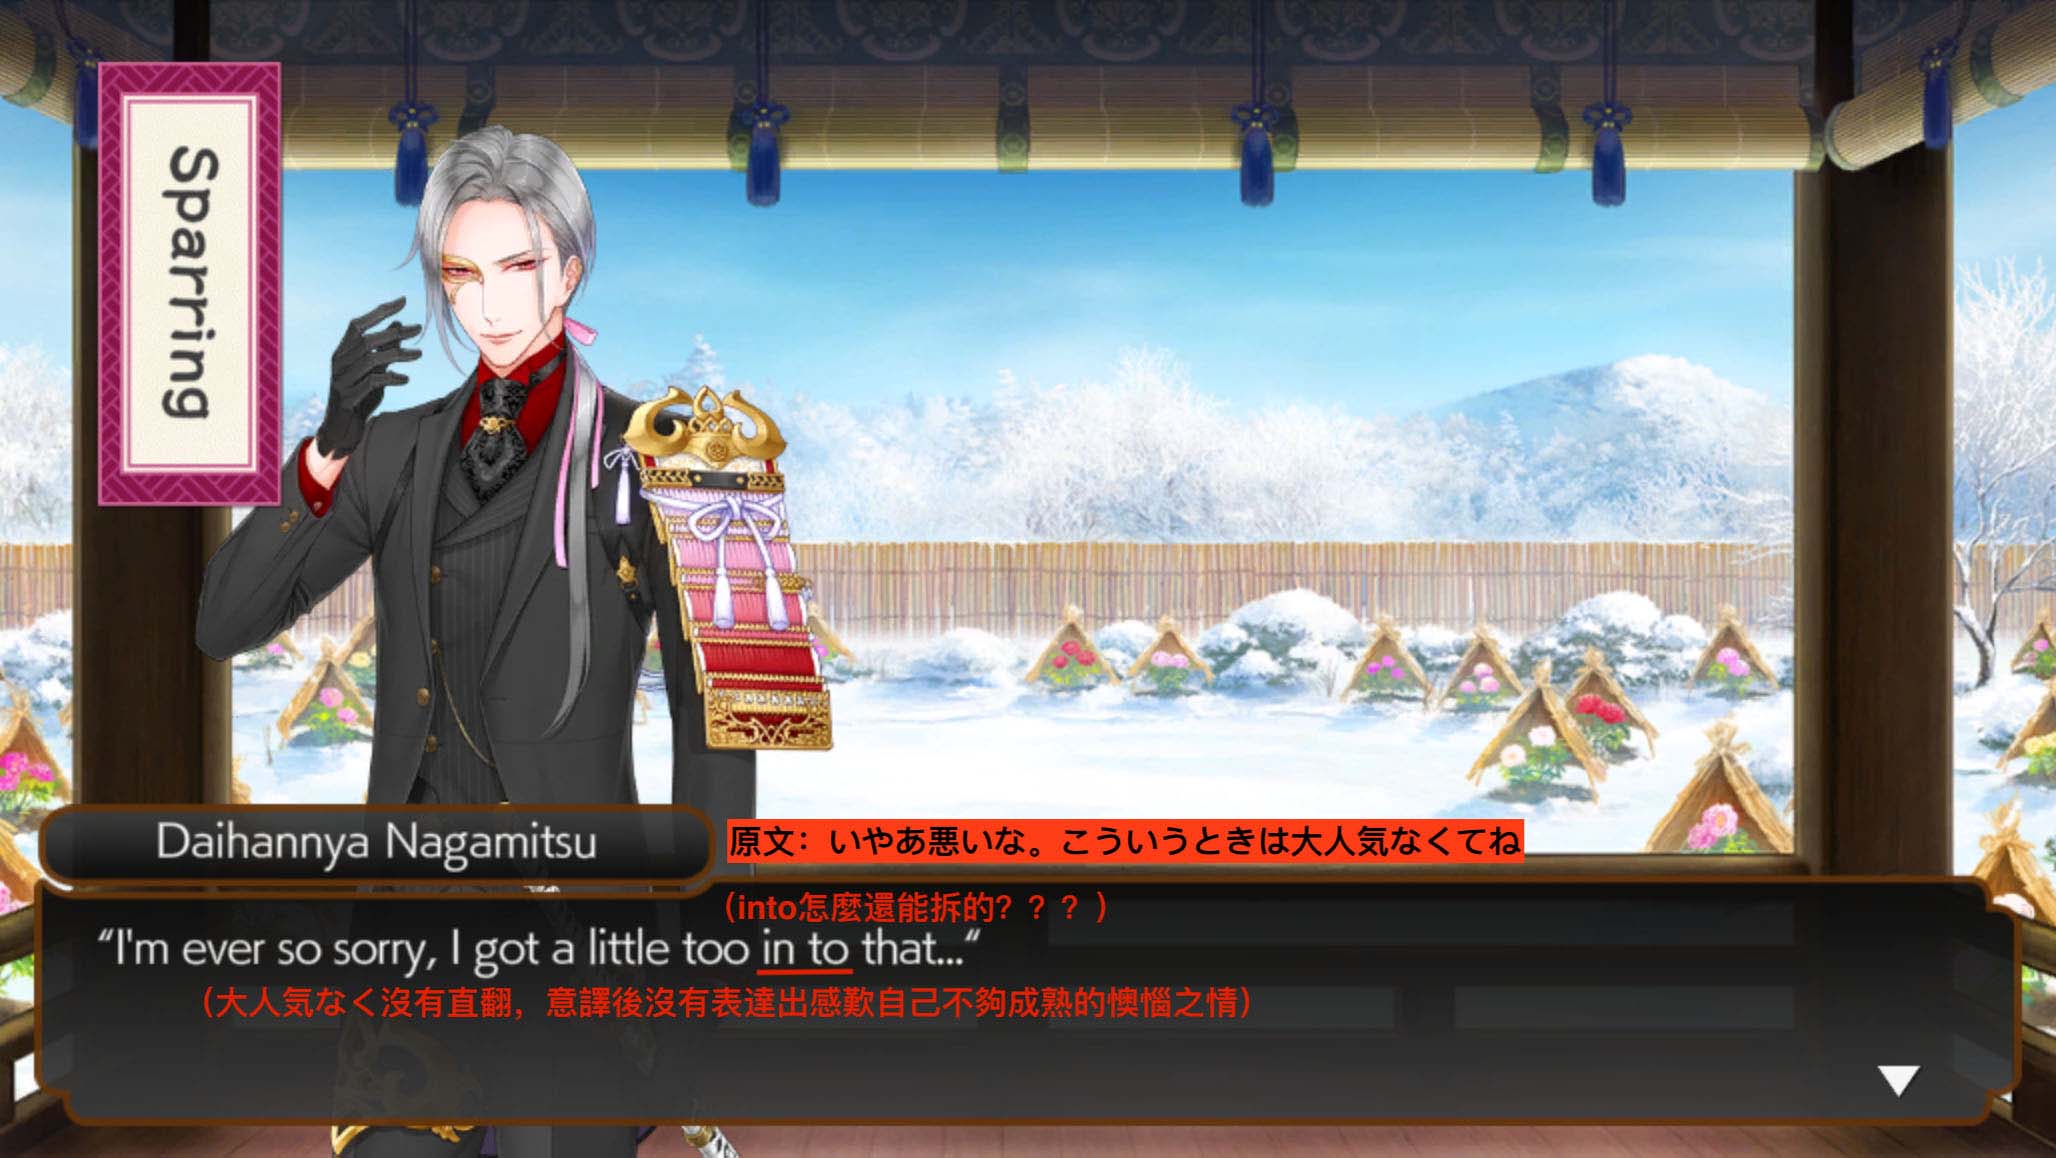 Sparring
Daihannya Nagamitsu
原文：いやあ悪いな。こういうときは大人気なくてね
（into怎麼還能拆的？？？）
“I'm ever so sorry, I got a little too in to that...“
（大人気なく沒有直翻，意譯後沒有表達出感歎自己不夠成熟的懊惱之情）